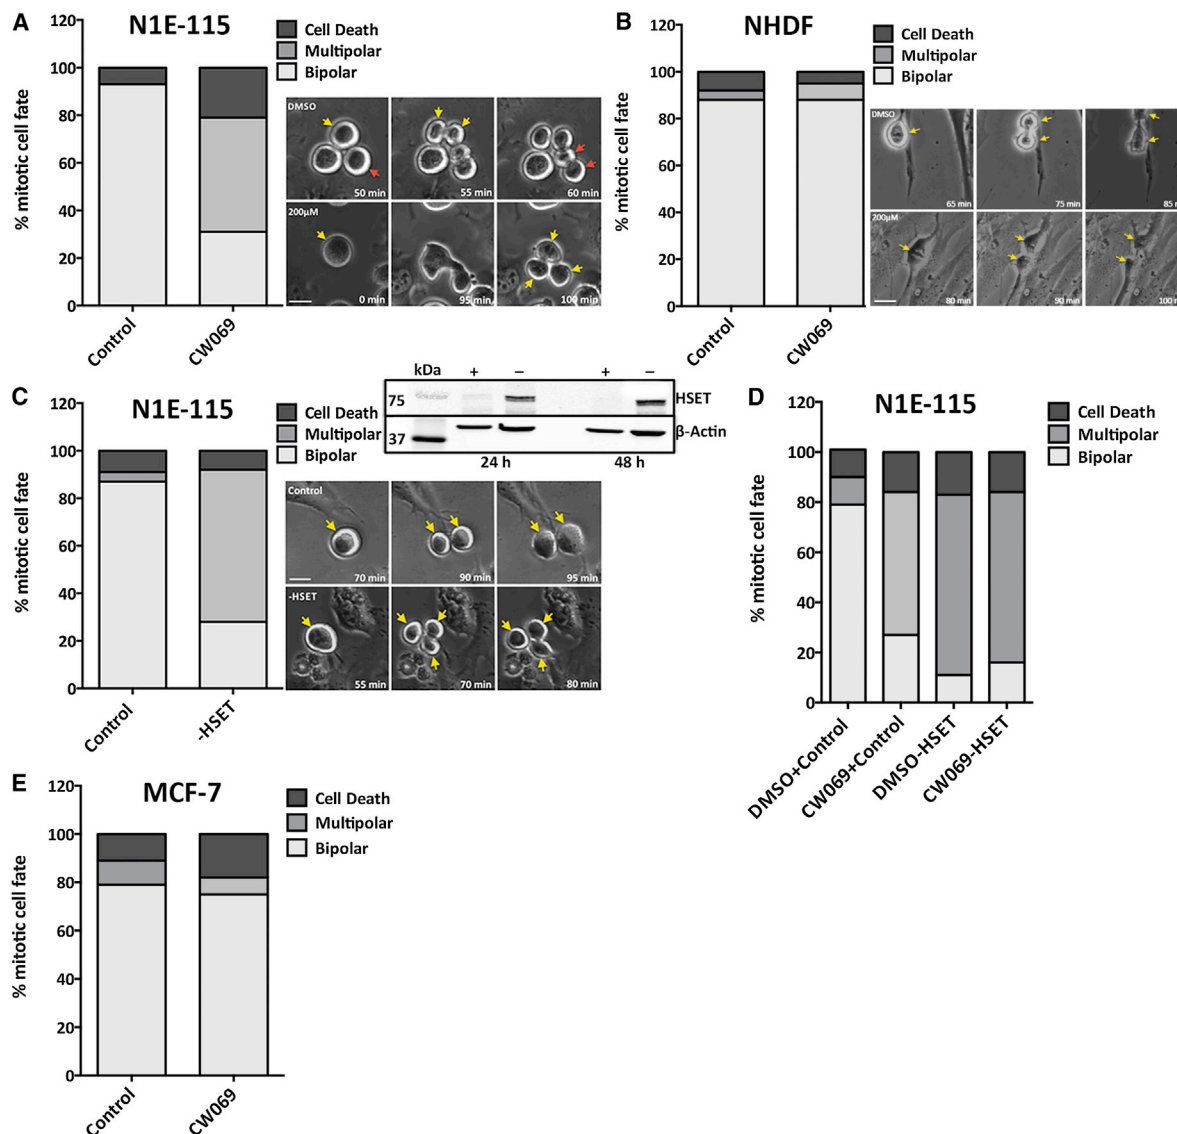 A
N1E-115
Cell Death
Multipolar
Bipolar
120
100
80
60
40
20
0
% mitotic cell fate
Control
CW069
DMSO
50 min
55 min
60 min
200µM
0 min
95min
100 min
B
NHDF
Cell Death
Multipolar
Bipolar
120
100
80
60
40
20
0
% mitotic cell fate
Control
CW069
DMSO
65 min
75 min
85
200µM
80 min
90 min
100
C
N1E-115
Cell Death
Multipolar
Bipolar
120
100
80
60
40
20
0
% mitotic cell fate
Control
-HSET
kDa + – + –
75 HSET
37 β-Actin
24 h 48 h
Control
70 min
90 min
95 min
-HSET
55 min
70 min
80 min
D
N1E-115
Cell Death
Multipolar
Bipolar
120
100
80
60
40
20
0
% mitotic cell fate
DMSO+Control
CW069+Control
DMSO-HSET
CW069-HSET
E
MCF-7
Cell Death
Multipolar
Bipolar
120
100
80
60
40
20
0
% mitotic cell fate
Control
CW069